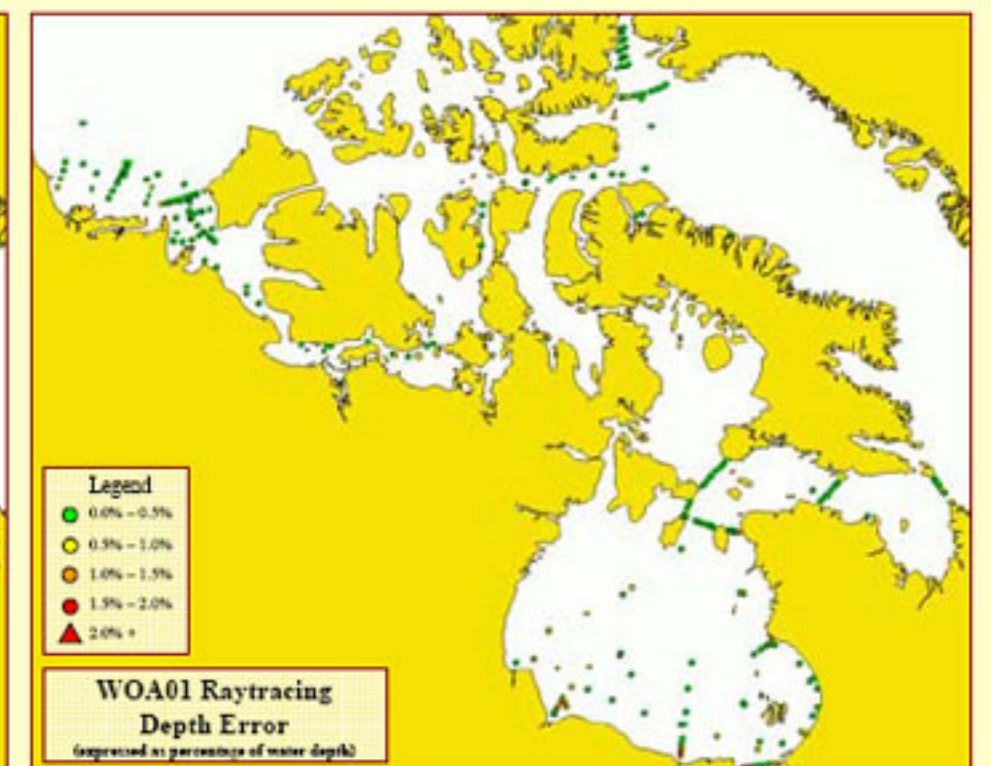 Legend
0.0% – 0.5%
0.5% – 1.0%
1.0% – 1.5%
1.5% – 2.0%
2.0% +
WOA01 Raytracing
Depth Error
(expressed as percentage of water depth)